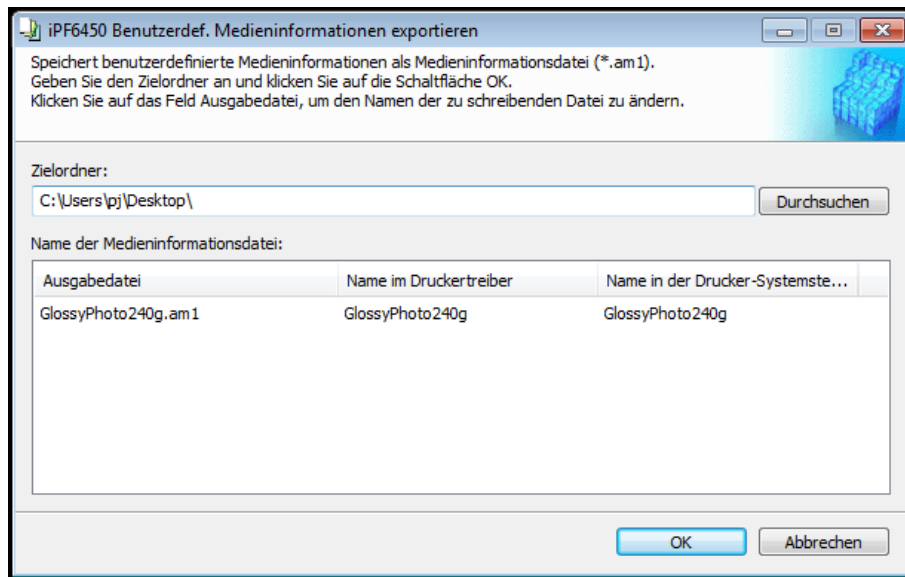 iPF6450 Benutzerdef. Medieninformationen exportieren
Speichert benutzerdefinierte Medieninformationen als Medieninformationsdatei (*.am1).
Geben Sie den Zielordner an und klicken Sie auf die Schaltfläche OK.
Klicken Sie auf das Feld Ausgabedatei, um den Namen der zu schreibenden Datei zu ändern.
Zielordner:
C:\Users\pj\Desktop\ Durchsuchen
Name der Medieninformationsdatei:
Ausgabedatei Name im Druckertreiber Name in der Drucker-Systemste...
GlossyPhoto240g.am1 GlossyPhoto240g GlossyPhoto240g
OK Abbrechen